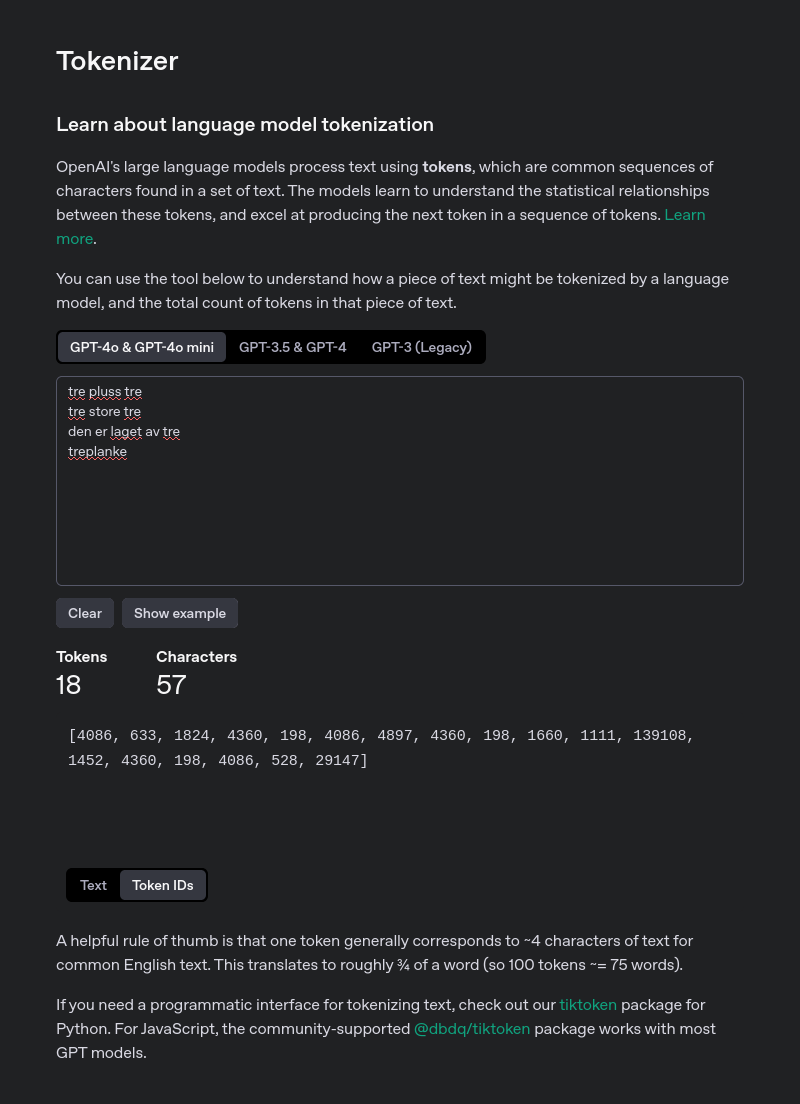 Tokenizer
Learn about language model tokenization
OpenAI's large language models process text using tokens, which are common sequences of
characters found in a set of text. The models learn to understand the statistical relationships
between these tokens, and excel at producing the next token in a sequence of tokens. Learn
more.
You can use the tool below to understand how a piece of text might be tokenized by a language
model, and the total count of tokens in that piece of text.
GPT-4o & GPT-4o mini GPT-3.5 & GPT-4 GPT-3 (Legacy)
tre pluss tre
tre store tre
den er laget av tre
treplanke
Clear Show example
Tokens Characters
18 57
[4086, 633, 1824, 4360, 198, 4086, 4897, 4360, 198, 1660, 1111, 139108,
1452, 4360, 198, 4086, 528, 29147]
Text Token IDs
A helpful rule of thumb is that one token generally corresponds to ~4 characters of text for
common English text. This translates to roughly ¾ of a word (so 100 tokens ~= 75 words).
If you need a programmatic interface for tokenizing text, check out our tiktoken package for
Python. For JavaScript, the community-supported @dbdq/tiktoken package works with most
GPT models.